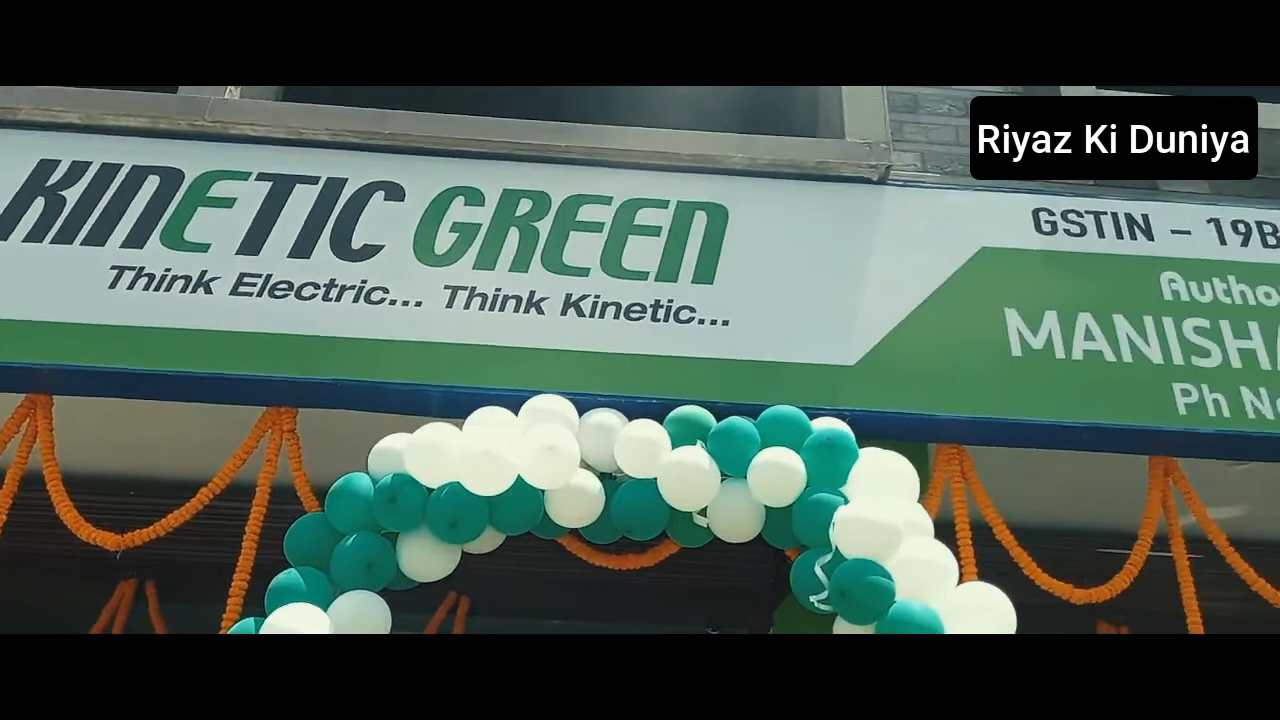 Riyaz Ki Duniya
KINETIC GREEN
Think Electric... Think Kinetic...
GSTIN – 19B
Autho
MANISHA
Ph No